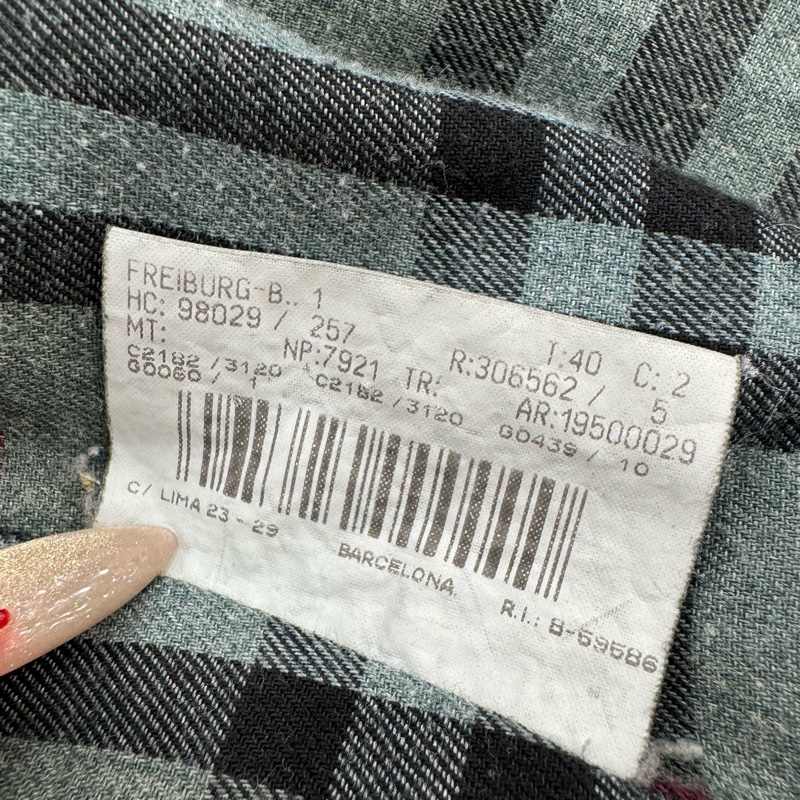 FREIBURG-B.. 1
T:40 C: 2
HC: 98029 / 257
R:306562 / 5
MT: NP:7921 TR: AR:19500029
C2182 /3120 C2182 /3120 G0439 / 10
G0060 / 1
C/ LIMA 23 - 29 BARCELONA. R.I.: B-59586